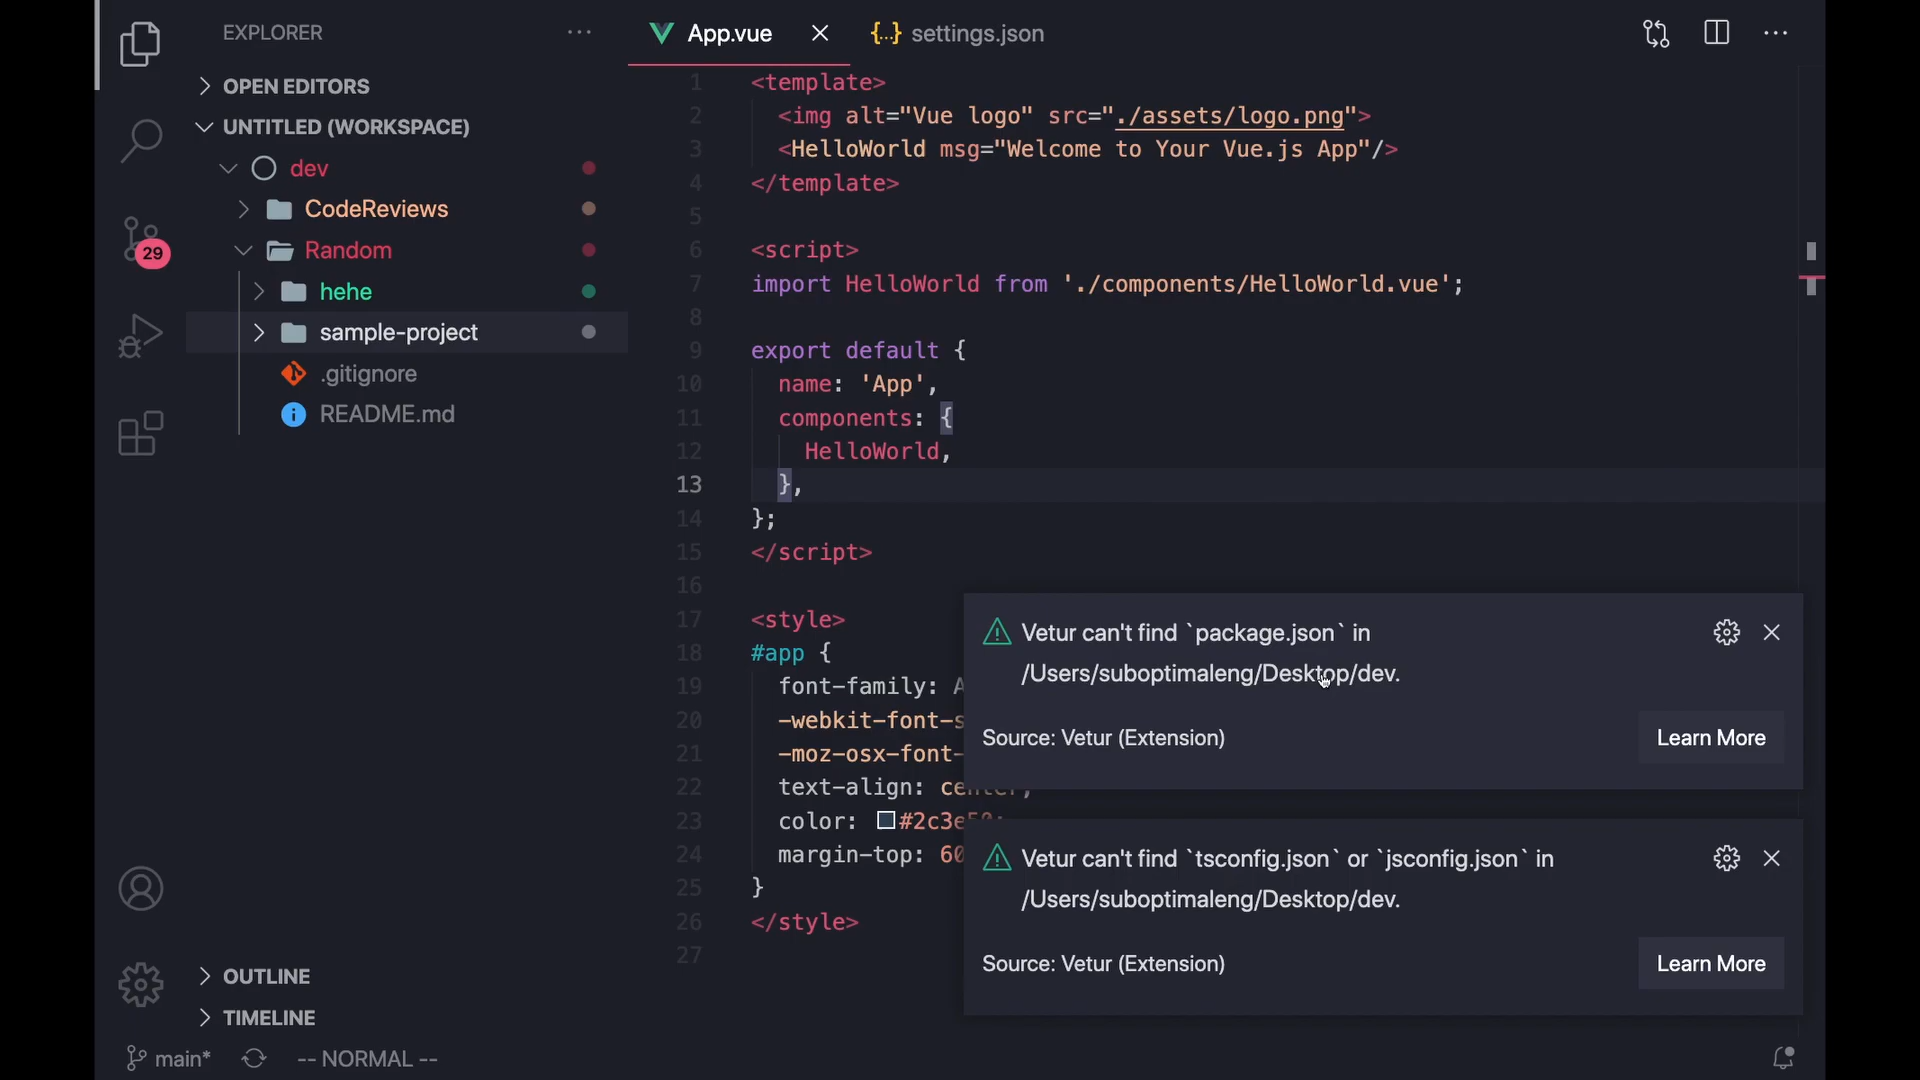 EXPLORER
OPEN EDITORS
UNTITLED (WORKSPACE)
dev
CodeReviews
Random
hehe
sample-project
.gitignore
README.md
29
OUTLINE
TIMELINE
main*
-- NORMAL --
App.vue
{...} settings.json
1 <template>
2 <img alt="Vue logo" src="./assets/logo.png">
3 <HelloWorld msg="Welcome to Your Vue.js App"/>
4 </template>
5
6 <script>
7 import HelloWorld from './components/HelloWorld.vue';
8
9 export default {
10 name: 'App',
11 components: {
12 HelloWorld,
13 },
14 };
15 </script>
16
17 <style>
18 #app {
19 font-family: A
20 -webkit-font-s
21 -moz-osx-font-
22 text-align: center,
23 color: #2c3e50;
24 margin-top: 60
25 }
26 </style>
27
Vetur can't find `package.json` in
/Users/suboptimaleng/Desktop/dev.
Source: Vetur (Extension)
Learn More
Vetur can't find `tsconfig.json` or `jsconfig.json` in
/Users/suboptimaleng/Desktop/dev.
Source: Vetur (Extension)
Learn More